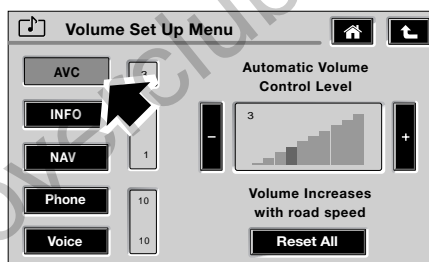 Volume Set Up Menu
AVC
3
Automatic Volume
Control Level
INFO
3
-
+
NAV
1
Phone
10
Volume Increases
with road speed
Voice
10
Reset All